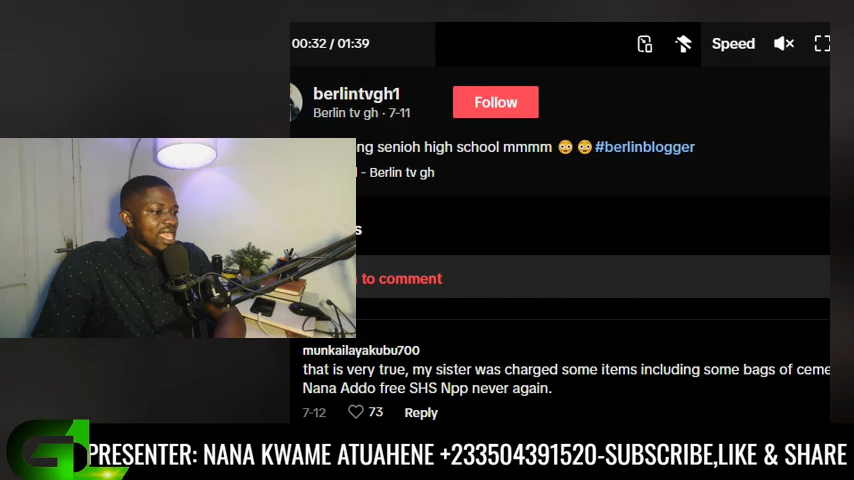 00:32 / 01:39
Speed
berlintvgh1
Berlin tv gh · 7-11
Follow
ng senioh high school mmmm 😳 😳 #berlinblogger
- Berlin tv gh
s
to comment
munkailayakubu700
that is very true, my sister was charged some items including some bags of ceme
Nana Addo free SHS Npp never again.
7-12
73
Reply
PRESENTER: NANA KWAME ATUAHENE +233504391520-SUBSCRIBE,LIKE & SHARE